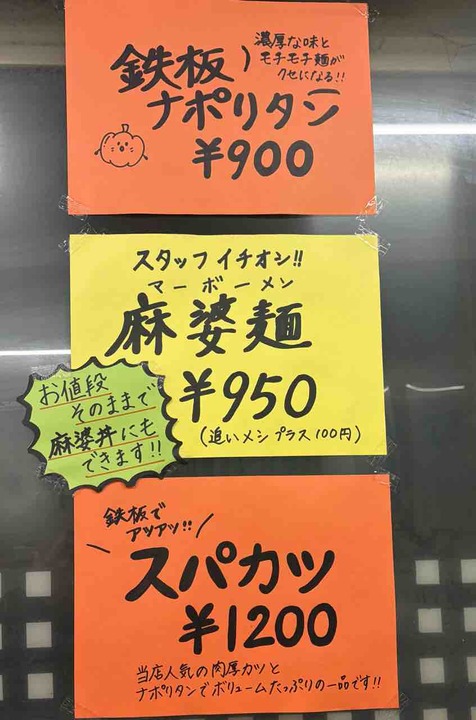 鉄板
ナポリタン
濃厚な味と
モチモチ麺が
クセになる!!
¥900
スタッフイチオシ!!
マーボーメン
麻婆麺
¥950
(追いメシプラス100円)
お値段
そのままで
麻婆丼にも
できます!!
鉄板で
アツアツ!!
スパカツ
¥1200
当店人気の肉厚カツと
ナポリタンでボリュームたっぷりの一品です!!